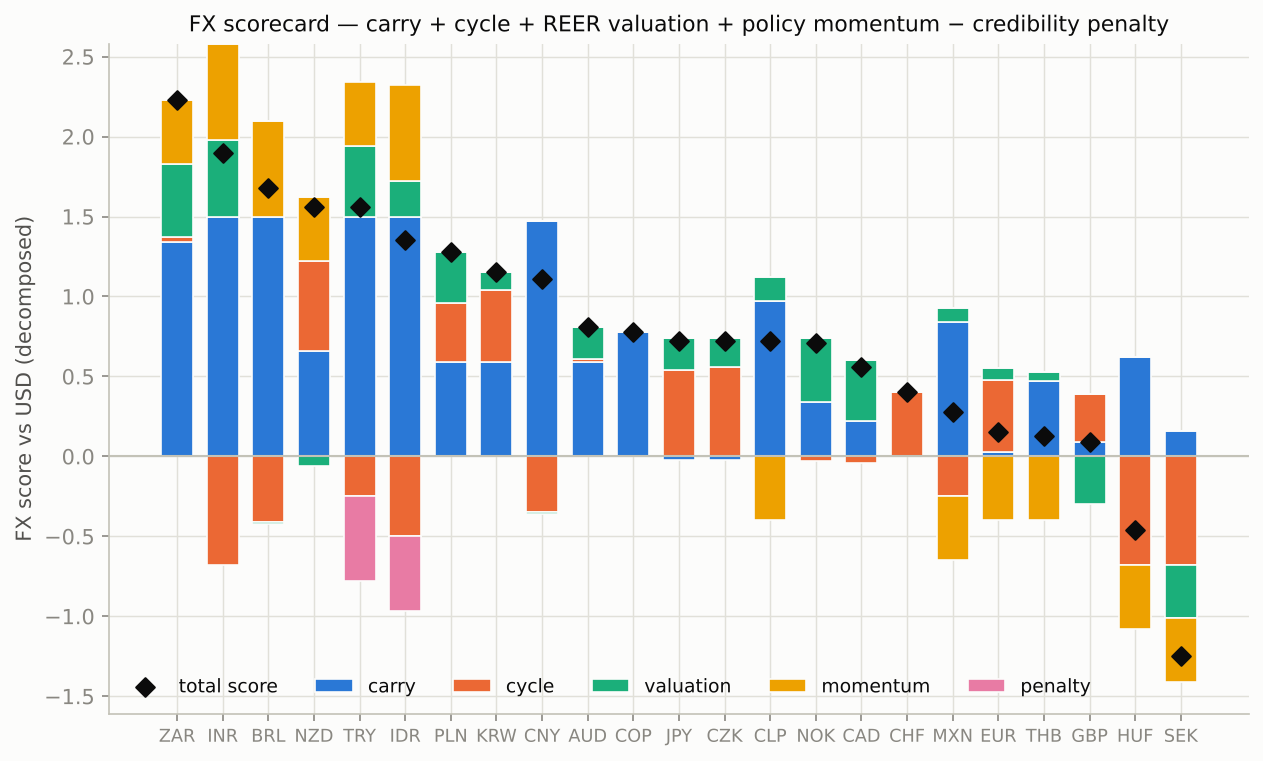 FX scorecard — carry + cycle + REER valuation + policy momentum − credibility penalty
FX score vs USD (decomposed)
2.5
2.0
1.5
1.0
0.5
0.0
−0.5
−1.0
−1.5
total score carry cycle valuation momentum penalty
ZAR INR BRL NZD TRY IDR PLN KRW CNY AUD COP JPY CZK CLP NOK CAD CHF MXN EUR THB GBP HUF SEK